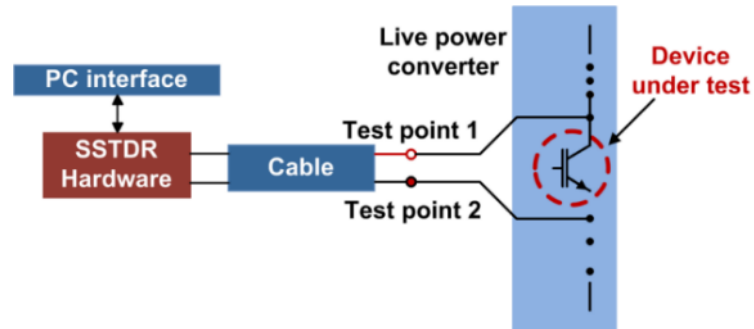 Live power
converter
Device
under test
PC interface
Test point 1
SSTDR
Hardware
Cable
Test point 2